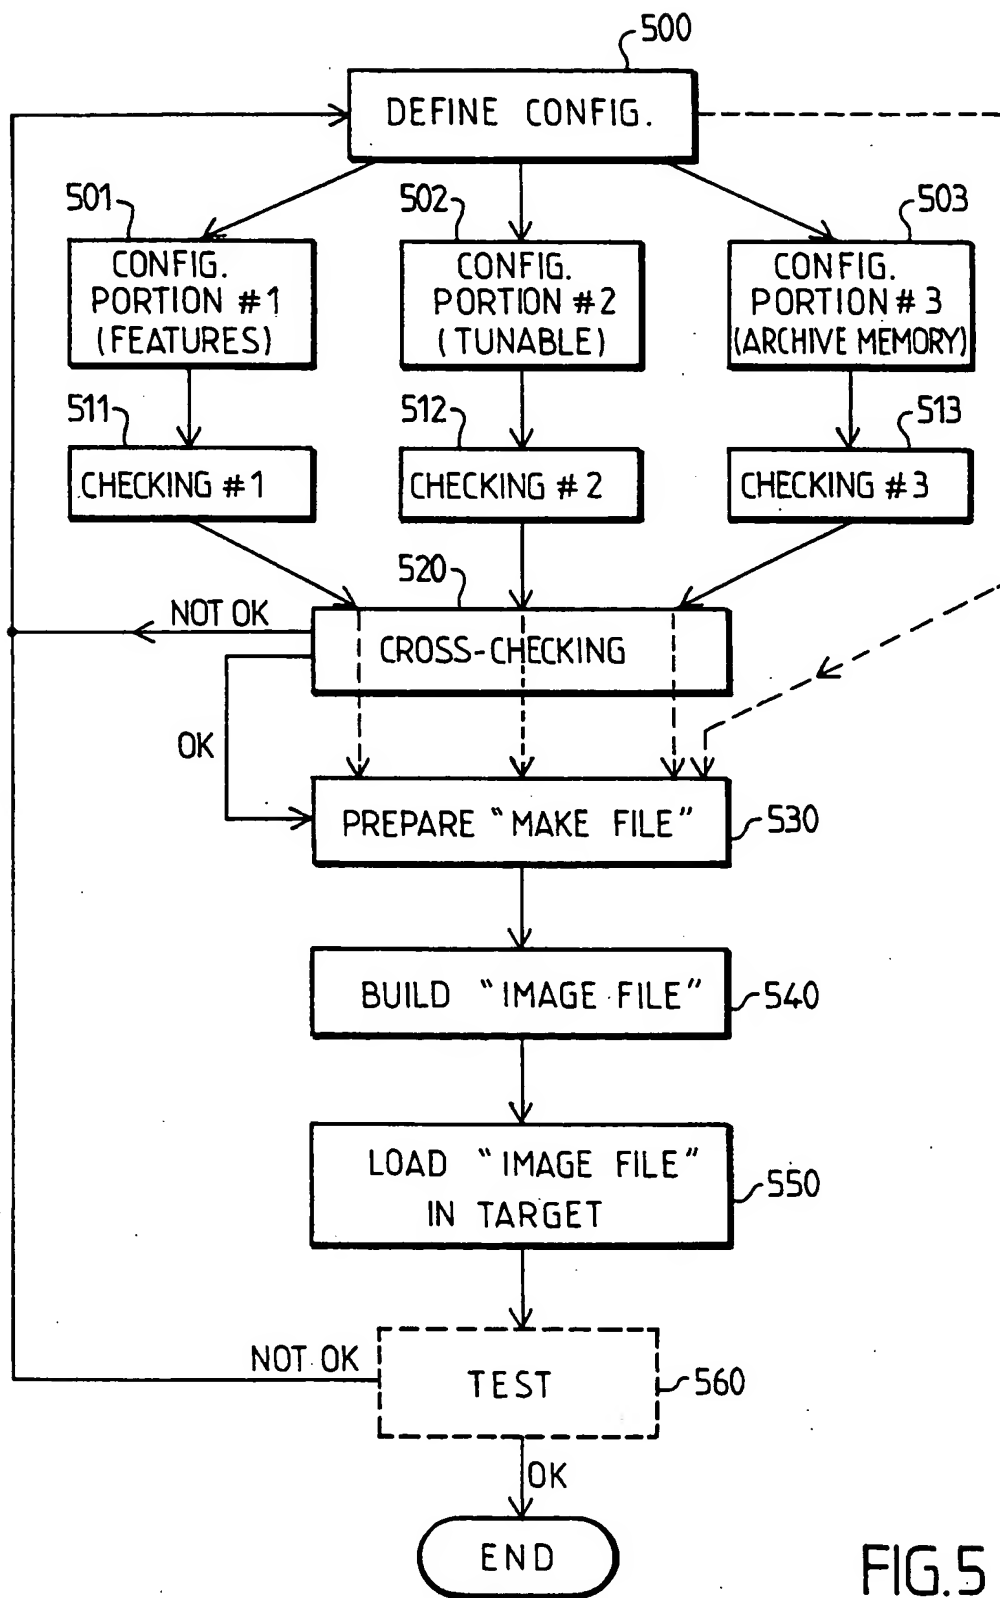 500
DEFINE CONFIG.
501
502
503
CONFIG.
PORTION #1
(FEATURES)
CONFIG.
PORTION #2
(TUNABLE)
CONFIG.
PORTION #3
(ARCHIVE MEMORY)
511
512
513
CHECKING #1
CHECKING #2
CHECKING #3
520
NOT OK
CROSS-CHECKING
OK
PREPARE "MAKE FILE"
530
BUILD "IMAGE FILE"
540
LOAD "IMAGE FILE"
IN TARGET
550
NOT OK
TEST
560
OK
END
FIG.5